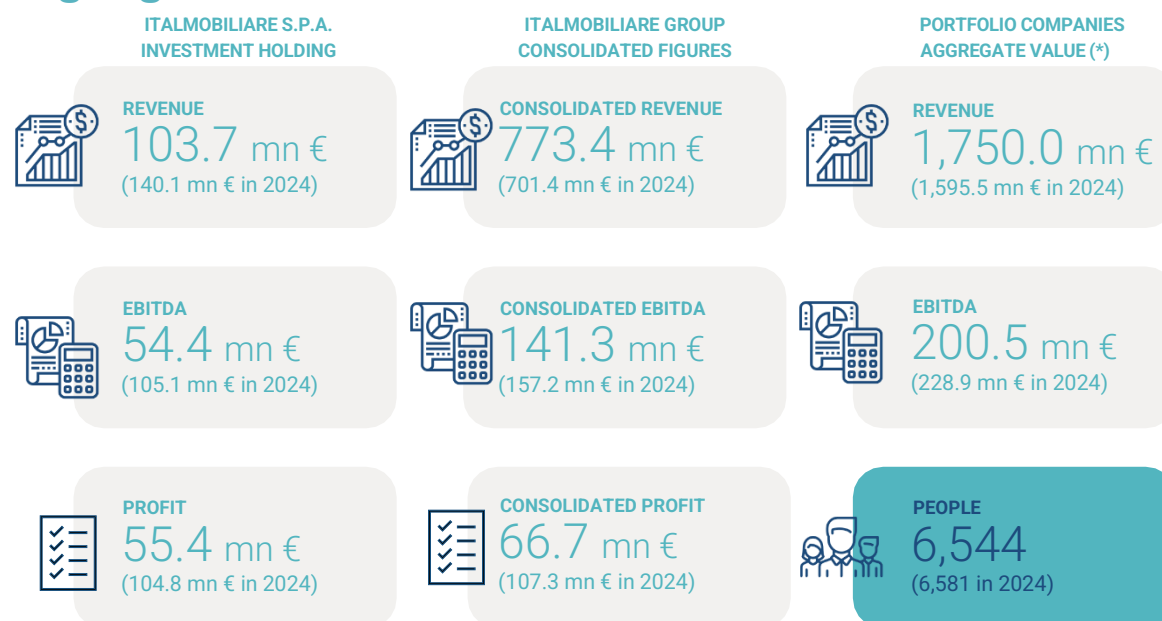 ITALMOBILIARE S.P.A.
INVESTMENT HOLDING
REVENUE
103.7 mn €
(140.1 mn € in 2024)
EBITDA
54.4 mn €
(105.1 mn € in 2024)
PROFIT
55.4 mn €
(104.8 mn € in 2024)
ITALMOBILIARE GROUP
CONSOLIDATED FIGURES
CONSOLIDATED REVENUE
773.4 mn €
(701.4 mn € in 2024)
CONSOLIDATED EBITDA
141.3 mn €
(157.2 mn € in 2024)
CONSOLIDATED PROFIT
66.7 mn €
(107.3 mn € in 2024)
PORTFOLIO COMPANIES
AGGREGATE VALUE (*)
REVENUE
1,750.0 mn €
(1,595.5 mn € in 2024)
EBITDA
200.5 mn €
(228.9 mn € in 2024)
PEOPLE
6,544
(6,581 in 2024)